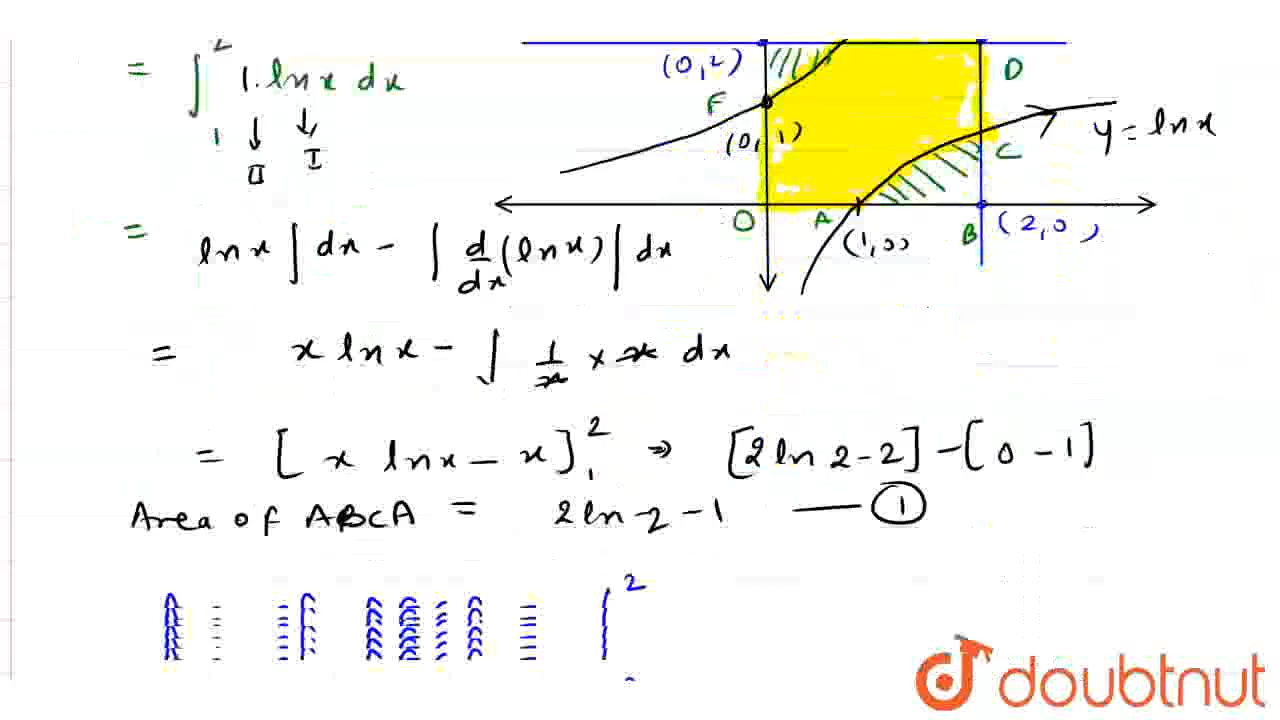 = ∫₁² 1. ln x dx
↓ ↓
II I
(0, 2)
F
(0, 1)
D
C
y = ln x
O A B (2, 0)
(1, 0)
= ln x ∫ dx - ∫ d/dx (ln x) ∫ dx
= x ln x - ∫ 1/x × x dx
= [x ln x - x]₁² ⇒ [2 ln 2 - 2] - [0 - 1]
Area of ABCA = 2 ln 2 - 1 — ①
2
doubtnut